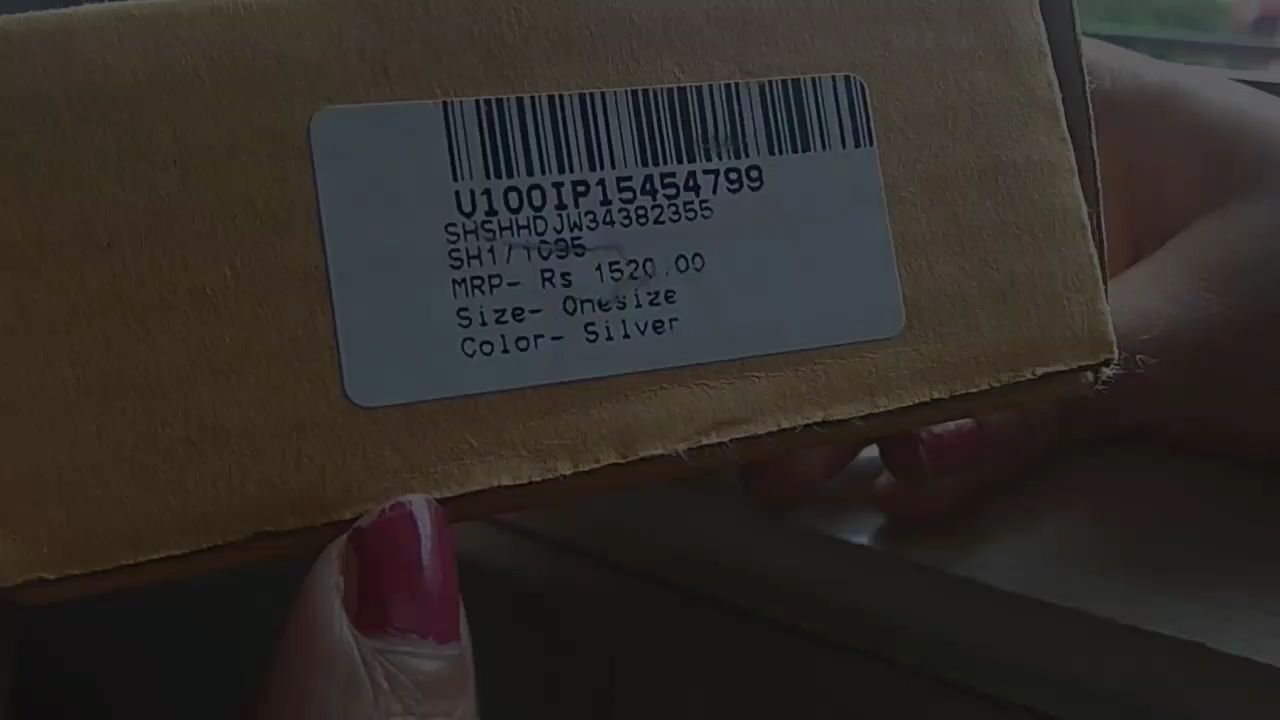 U100IP15454799
SHSHHDJW34382355
MRP- Rs 1520.00
Size- Onesize
Color- Silver